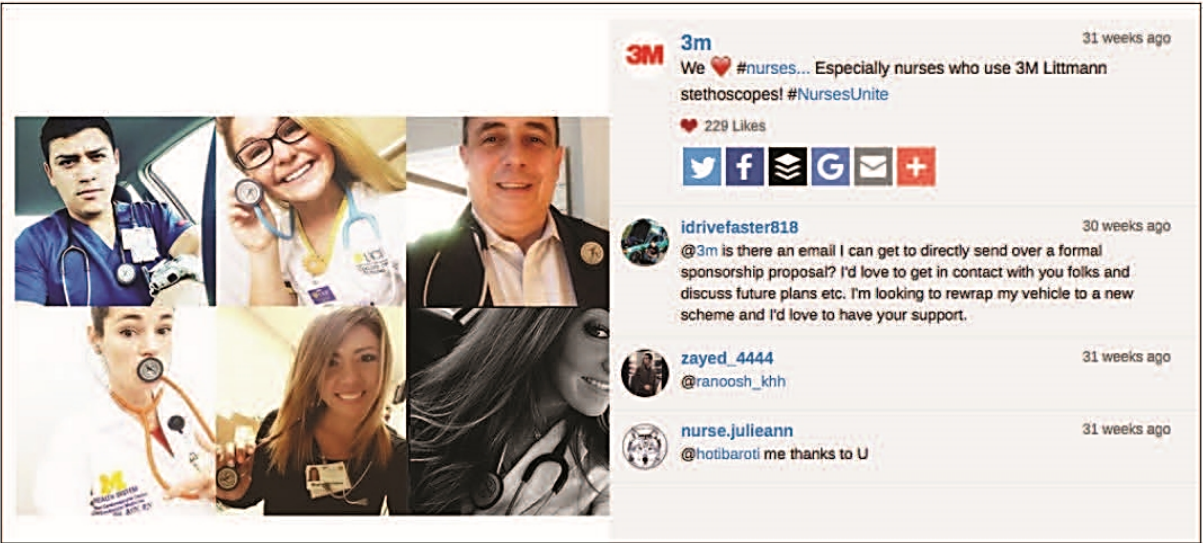 3M
3m
31 weeks ago
We ❤ #nurses... Especially nurses who use 3M Littmann
stethoscopes! #NursesUnite
229 Likes
idrivefaster818
30 weeks ago
@3m is there an email I can get to directly send over a formal
sponsorship proposal? I'd love to get in contact with you folks and
discuss future plans etc. I'm looking to rewrap my vehicle to a new
scheme and I'd love to have your support.
zayed_4444
31 weeks ago
@ranoosh_khh
nurse.julieann
31 weeks ago
@hotibaroti me thanks to U
M
HEALTH SYSTEM